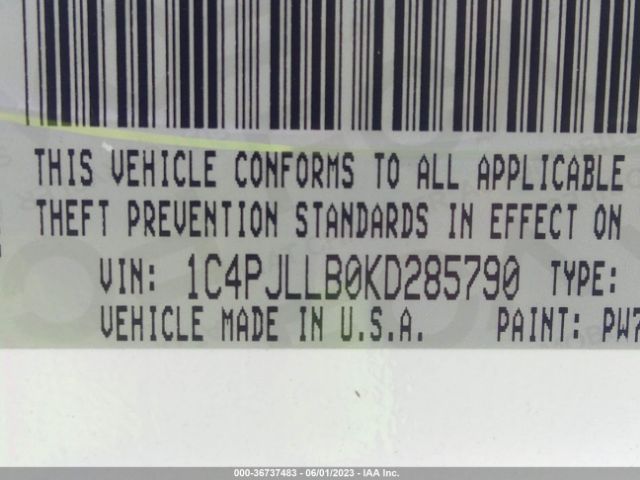 THIS VEHICLE CONFORMS TO ALL APPLICABLE
THEFT PREVENTION STANDARDS IN EFFECT ON
VIN: 1C4PJLLB0KD285790 TYPE:
VEHICLE MADE IN U.S.A. PAINT: PW7
000-36737483 - 06/01/2023 - IAA Inc.